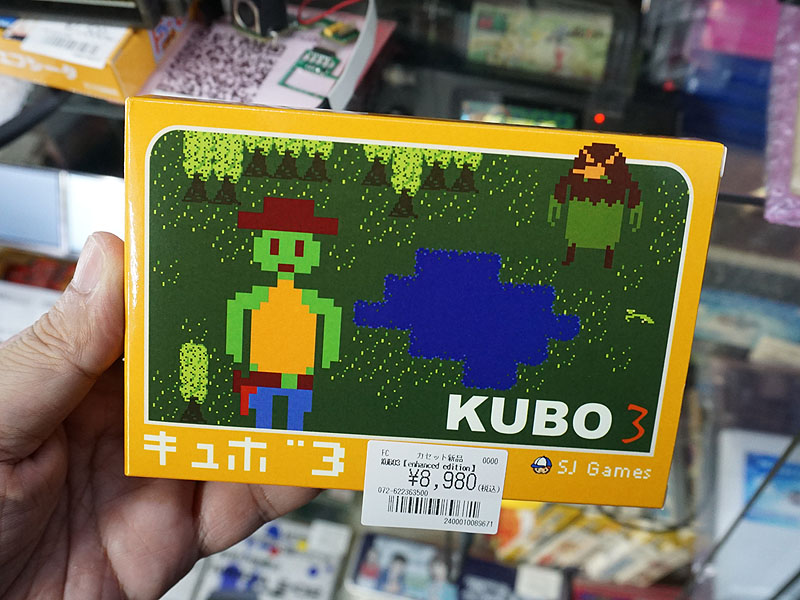 KUBO 3
キュボ 3
SJ Games
FC カセット新品 0000
KUBO3 [enhanced edition]
¥8,980(税込)
072-622363500
2400010089671